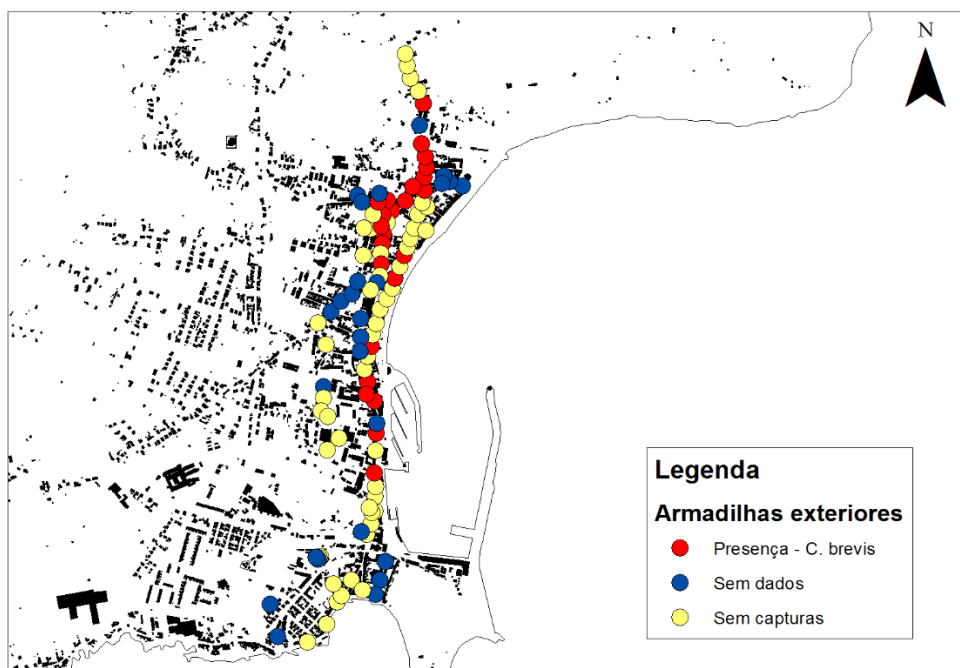 N
Legenda
Armadilhas exteriores
Presença - C. brevis
Sem dados
Sem capturas